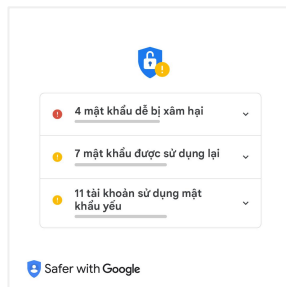 4 mật khẩu dễ bị xâm hại
7 mật khẩu được sử dụng lại
11 tài khoản sử dụng mật
khẩu yếu
Safer with Google